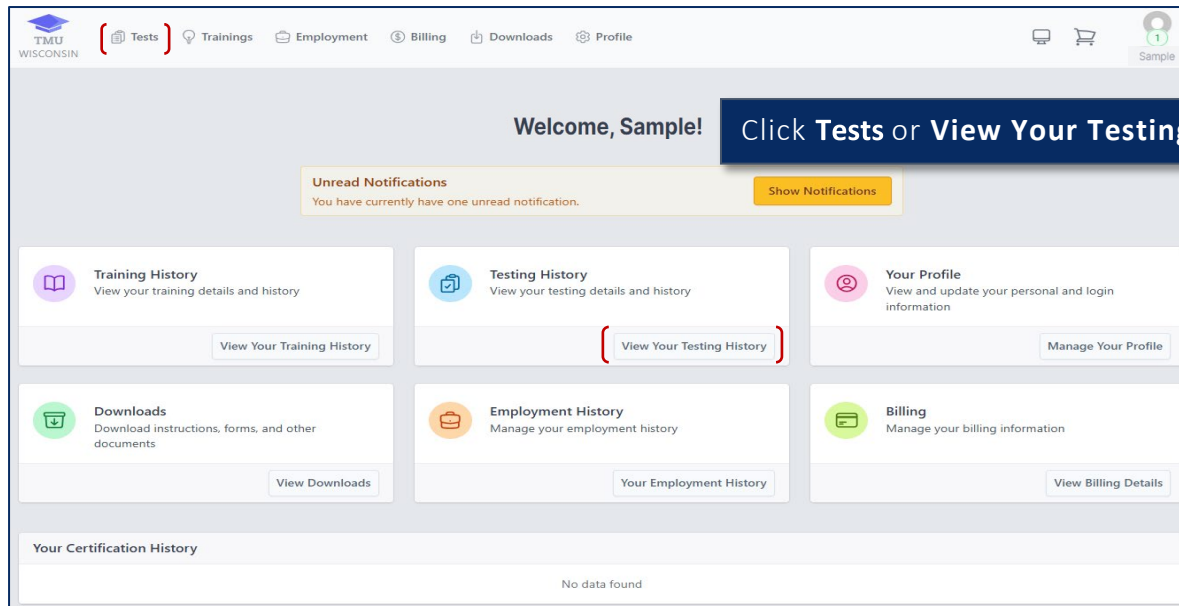 TMU
WISCONSIN
Tests
Trainings
Employment
Billing
Downloads
Profile
1
Sample
Welcome, Sample!
Click Tests or View Your Testing
Unread Notifications
You have currently have one unread notification.
Show Notifications
Training History
View your training details and history
View Your Training History
Testing History
View your testing details and history
View Your Testing History
Your Profile
View and update your personal and login
information
Manage Your Profile
Downloads
Download instructions, forms, and other
documents
View Downloads
Employment History
Manage your employment history
Your Employment History
Billing
Manage your billing information
View Billing Details
Your Certification History
No data found